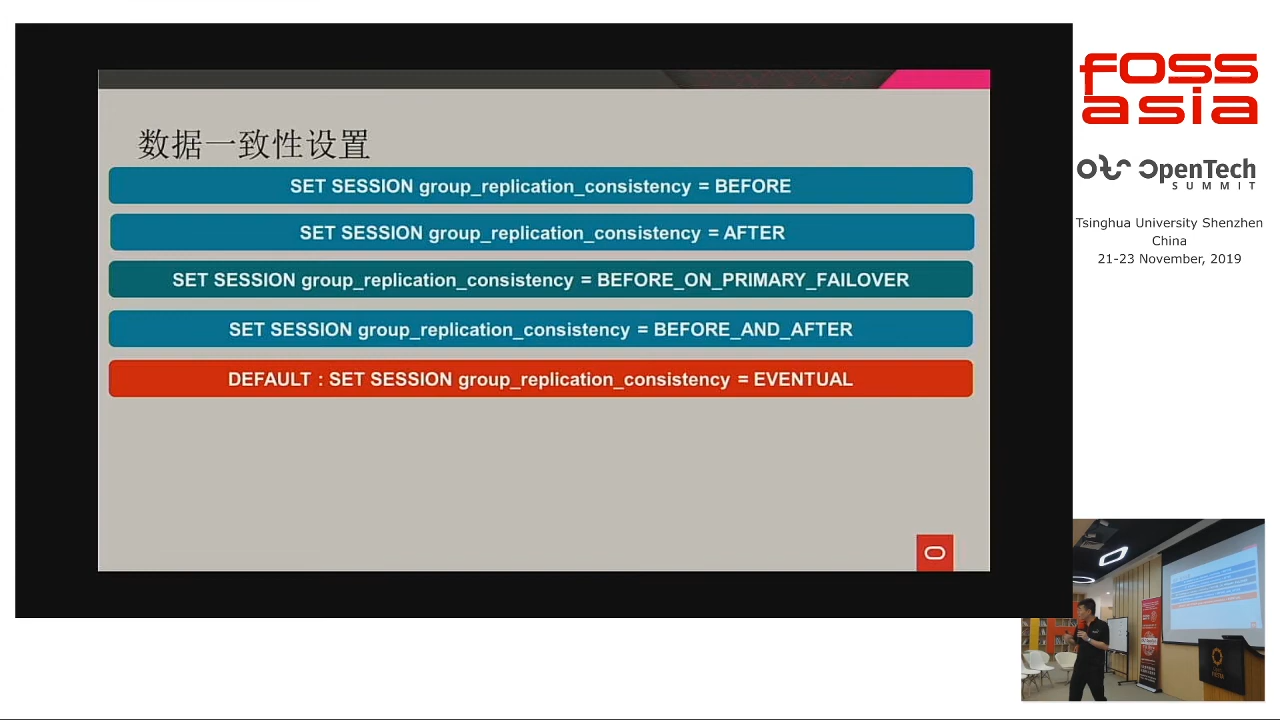 数据一致性设置
SET SESSION group_replication_consistency = BEFORE
SET SESSION group_replication_consistency = AFTER
SET SESSION group_replication_consistency = BEFORE_ON_PRIMARY_FAILOVER
SET SESSION group_replication_consistency = BEFORE_AND_AFTER
DEFAULT : SET SESSION group_replication_consistency = EVENTUAL
FOSS
asia
OpenTech
SUMMIT
Tsinghua University Shenzhen
China
21-23 November, 2019